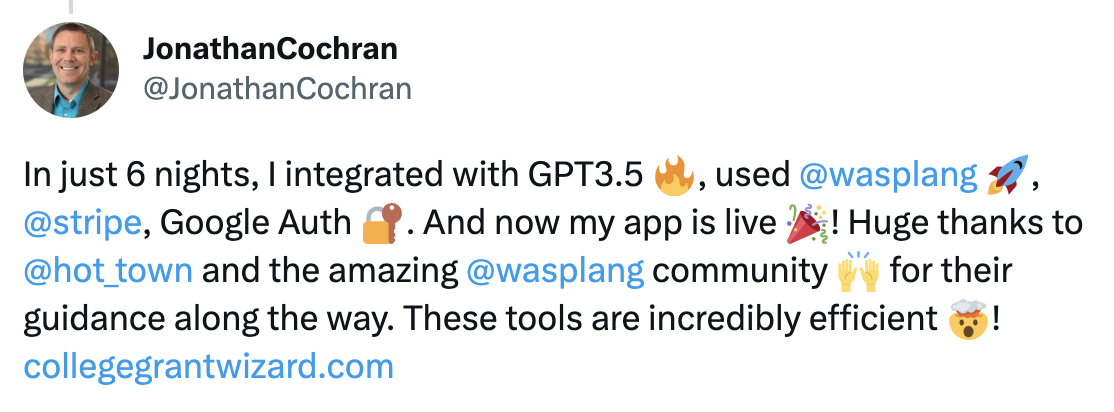 JonathanCochran
@JonathanCochran
In just 6 nights, I integrated with GPT3.5 🔥, used @wasplang 🚀,
@stripe, Google Auth 🔐. And now my app is live 🎉! Huge thanks to
@hot_town and the amazing @wasplang community 🙌 for their
guidance along the way. These tools are incredibly efficient 🤯!
collegegrantwizard.com